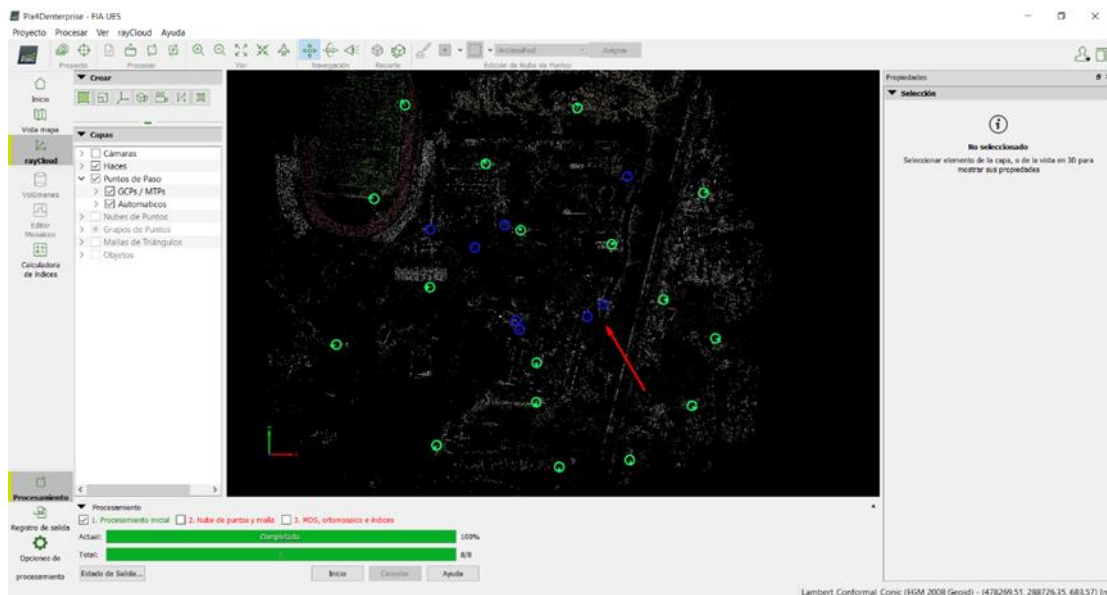 Pix4Denterprise - FIA UES
Proyecto Procesar Ver rayCloud Ayuda
Unclassified Asignar
Proyecto Procesar Ver Navegación Recorte Edición de Nube de Puntos
Inicio
Vista mapa
rayCloud
Volúmenes
Editor
Mosaicos
Calculadora
de índices
Crear
Capas
Cámaras
Haces
Puntos de Paso
GCPs / MTPs
Automaticos
Nubes de Puntos
Grupos de Puntos
Mallas de Triángulos
Objetos
Propiedades
Selección
No seleccionado
Seleccionar elemento de la capa, o de la vista en 3D para
mostrar sus propiedades
Procesamiento
Registro de salida
Opciones de
procesamiento
Procesamiento
1. Procesamiento inicial 2. Nube de puntos y malla 3. MDS, ortomosaico e índices
Actual: Completada 100%
Total: 8/8
Estado de Salida... Inicio Cancelar Ayuda
Lambert Conformal Conic (EGM 2008 Geoid) - (478269.51, 288726.35, 683.57) [m